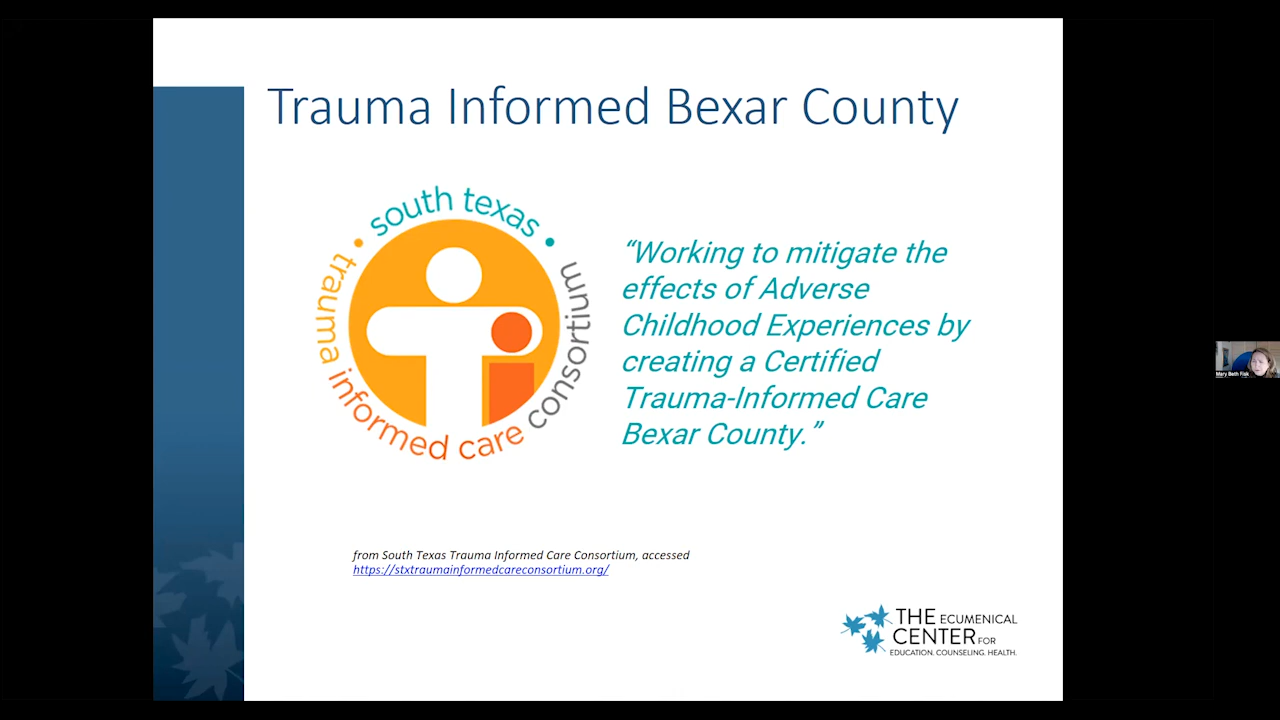 Trauma Informed Bexar County
• south texas •
trauma informed care consortium
“Working to mitigate the
effects of Adverse
Childhood Experiences by
creating a Certified
Trauma-Informed Care
Bexar County.”
from South Texas Trauma Informed Care Consortium, accessed
https://stxtraumainformedcareconsortium.org/
THE ECUMENICAL
CENTER FOR
EDUCATION. COUNSELING. HEALTH.
Mary Beth Fisk